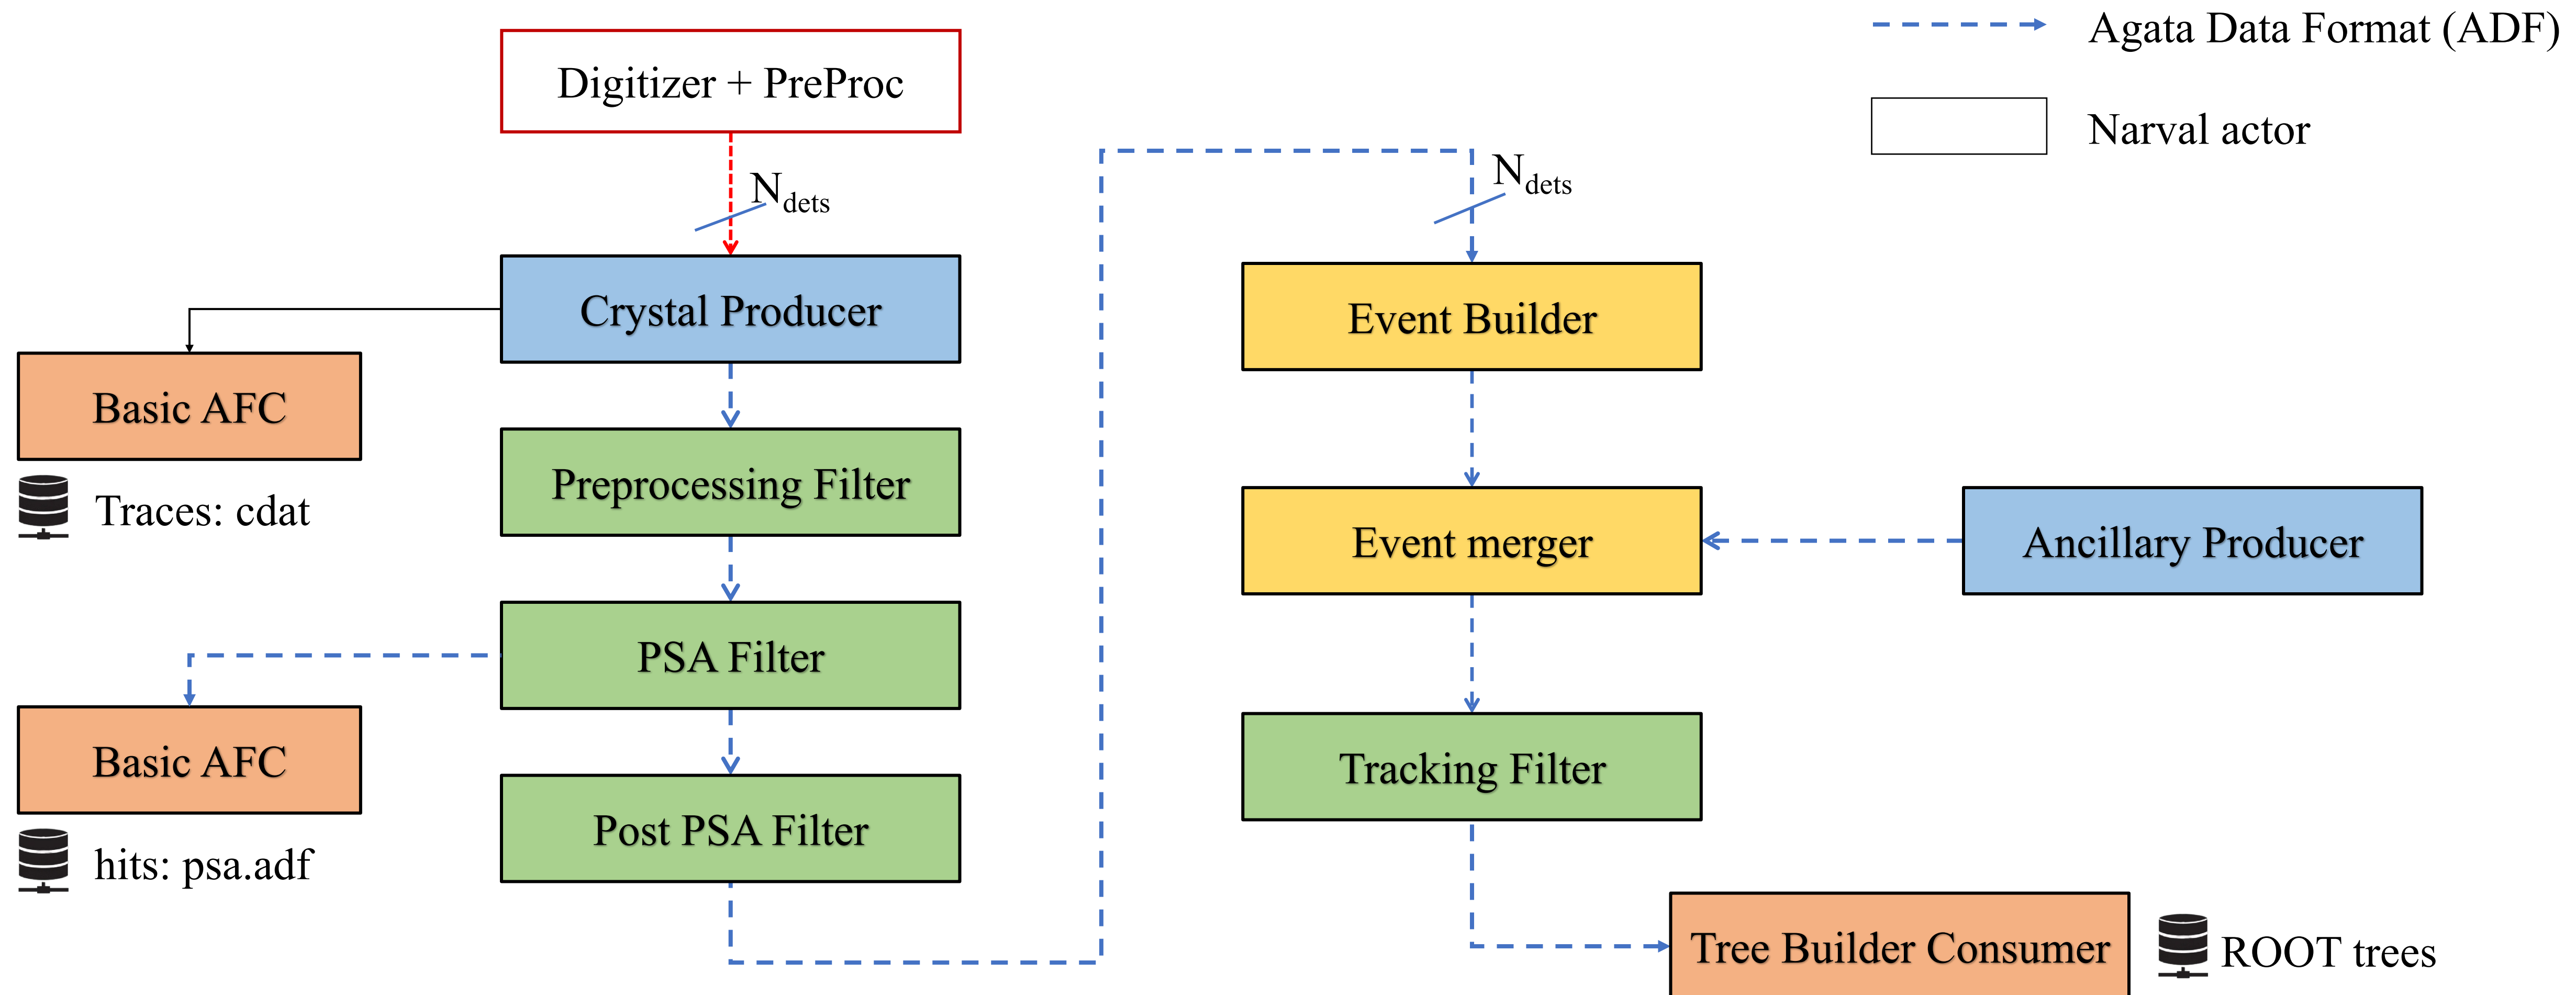 Digitizer + PreProc
N_dets
Crystal Producer
Basic AFC
Traces: cdat
Preprocessing Filter
PSA Filter
Basic AFC
hits: psa.adf
Post PSA Filter
N_dets
Event Builder
Event merger
Ancillary Producer
Tracking Filter
Tree Builder Consumer
ROOT trees
Agata Data Format (ADF)
Narval actor